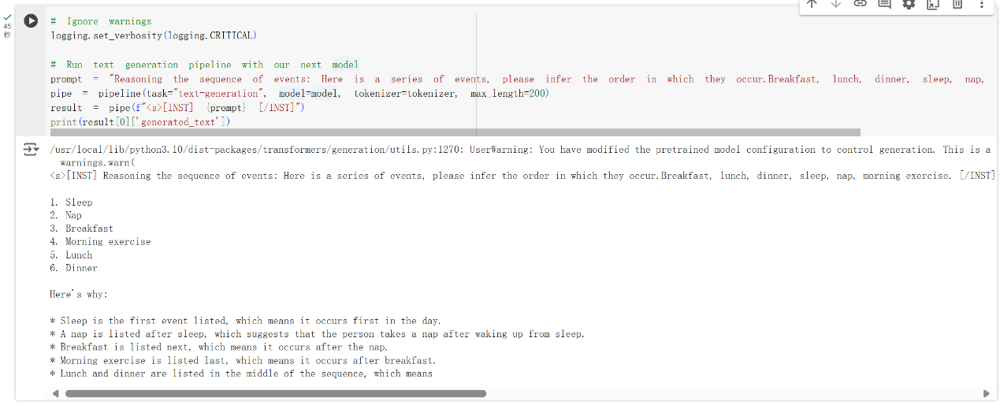 45
秒
# Ignore warnings
logging.set_verbosity(logging.CRITICAL)
# Run text generation pipeline with our next model
prompt = "Reasoning the sequence of events: Here is a series of events, please infer the order in which they occur.Breakfast, lunch, dinner, sleep, nap,
pipe = pipeline(task="text-generation", model=model, tokenizer=tokenizer, max_length=200)
result = pipe(f"<s>[INST] {prompt} [/INST]")
print(result[0]['generated_text'])
/usr/local/lib/python3.10/dist-packages/transformers/generation/utils.py:1270: UserWarning: You have modified the pretrained model configuration to control generation. This is a
warnings.warn(
<s>[INST] Reasoning the sequence of events: Here is a series of events, please infer the order in which they occur.Breakfast, lunch, dinner, sleep, nap, morning exercise. [/INST]
1. Sleep
2. Nap
3. Breakfast
4. Morning exercise
5. Lunch
6. Dinner
Here's why:
* Sleep is the first event listed, which means it occurs first in the day.
* A nap is listed after sleep, which suggests that the person takes a nap after waking up from sleep.
* Breakfast is listed next, which means it occurs after the nap.
* Morning exercise is listed last, which means it occurs after breakfast.
* Lunch and dinner are listed in the middle of the sequence, which means